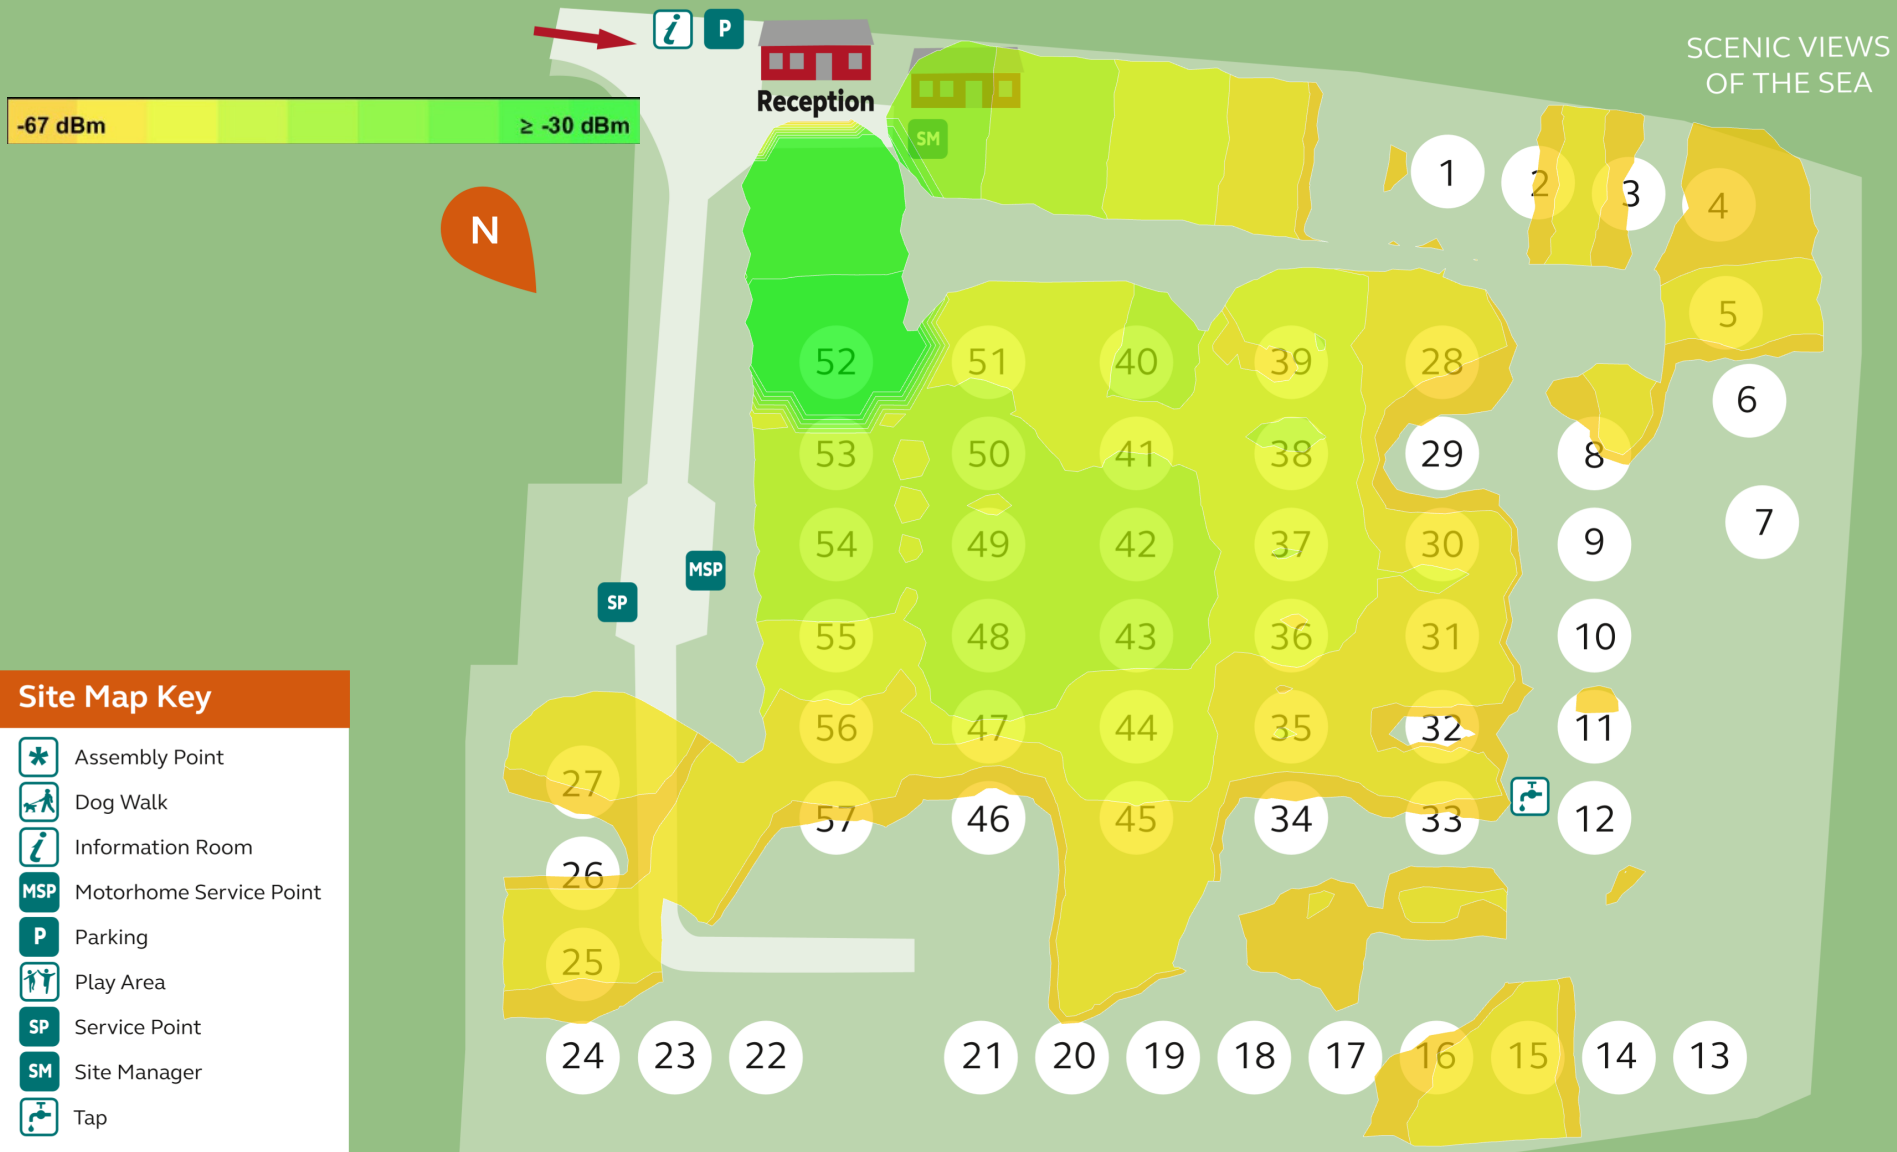 P
SCENIC VIEWS
OF THE SEA
Reception
-67 dBm
≥ -30 dBm
SM
1
2
3
4
N
5
52
51
40
39
28
6
53
50
41
38
29
8
7
54
49
42
37
30
9
MSP
SP
55
48
43
36
31
10
56
47
44
35
32
11
27
57
46
45
34
33
12
26
25
24
23
22
21
20
19
18
17
16
15
14
13
Site Map Key
* Assembly Point
Dog Walk
i Information Room
MSP Motorhome Service Point
P Parking
Play Area
SP Service Point
SM Site Manager
Tap